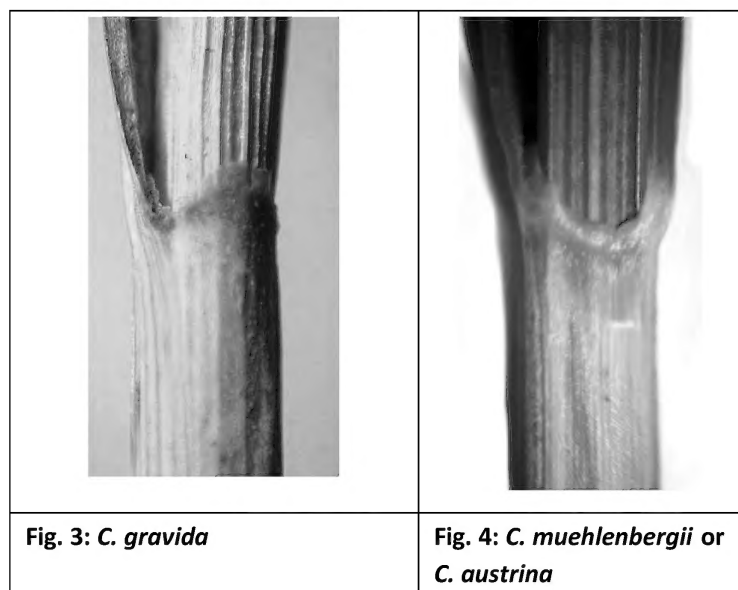 Fig. 3: C. gravida
Fig. 4: C. muehlenbergii or
C. austrina